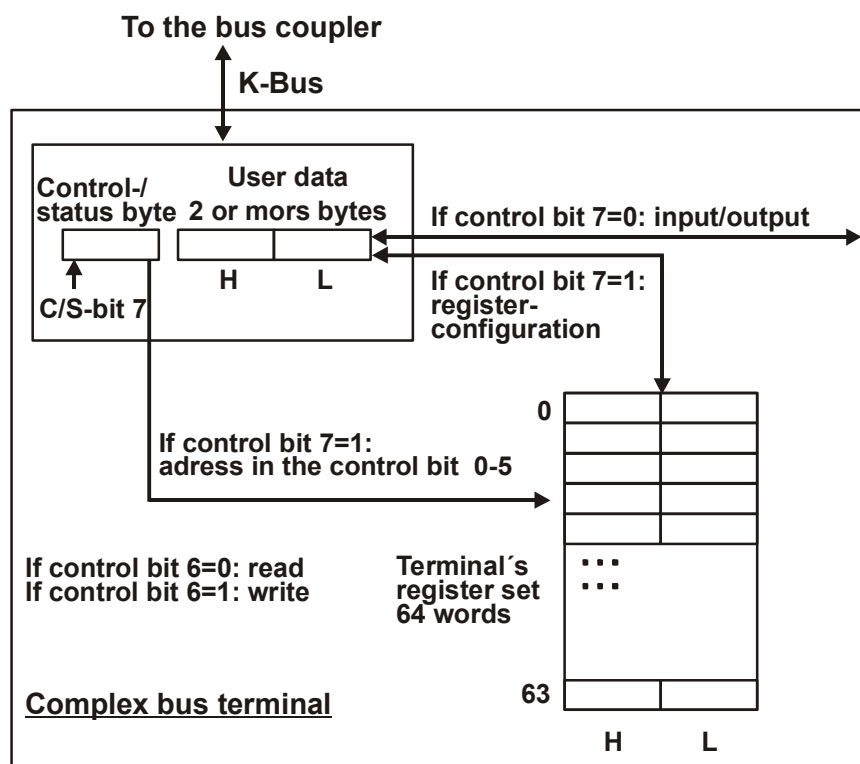 To the bus coupler
K-Bus
Control-/
status byte
User data
2 or mors bytes
H
L
C/S-bit 7
If control bit 7=0: input/output
If control bit 7=1:
register-
configuration
0
If control bit 7=1:
adress in the control bit 0-5
If control bit 6=0: read
If control bit 6=1: write
Terminal´s
register set
64 words
63
Complex bus terminal
H
L